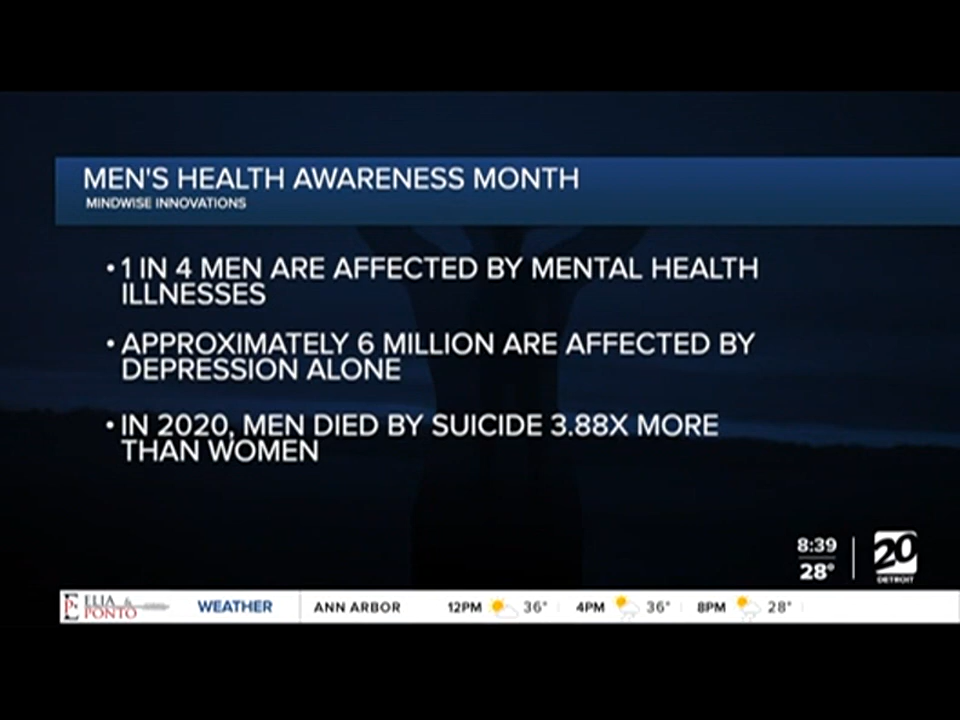 MEN'S HEALTH AWARENESS MONTH
MINDWISE INNOVATIONS
• 1 IN 4 MEN ARE AFFECTED BY MENTAL HEALTH
ILLNESSES
• APPROXIMATELY 6 MILLION ARE AFFECTED BY
DEPRESSION ALONE
• IN 2020, MEN DIED BY SUICIDE 3.88X MORE
THAN WOMEN
8:39
28°
20
DETROIT
ELIA &
PONTO
WEATHER ANN ARBOR 12PM 36° 4PM 36° 8PM 28°